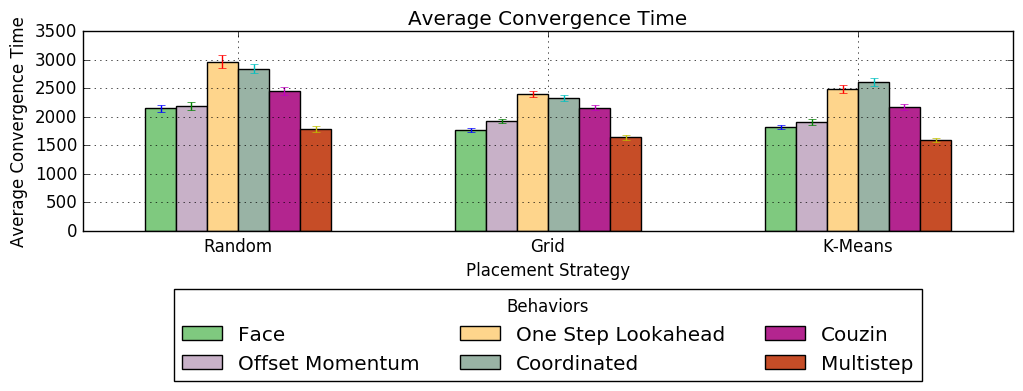 Average Convergence Time
Average Convergence Time
3500
3000
2500
2000
1500
1000
500
0
Random Grid K-Means
Placement Strategy
Behaviors
Face One Step Lookahead Couzin
Offset Momentum Coordinated Multistep